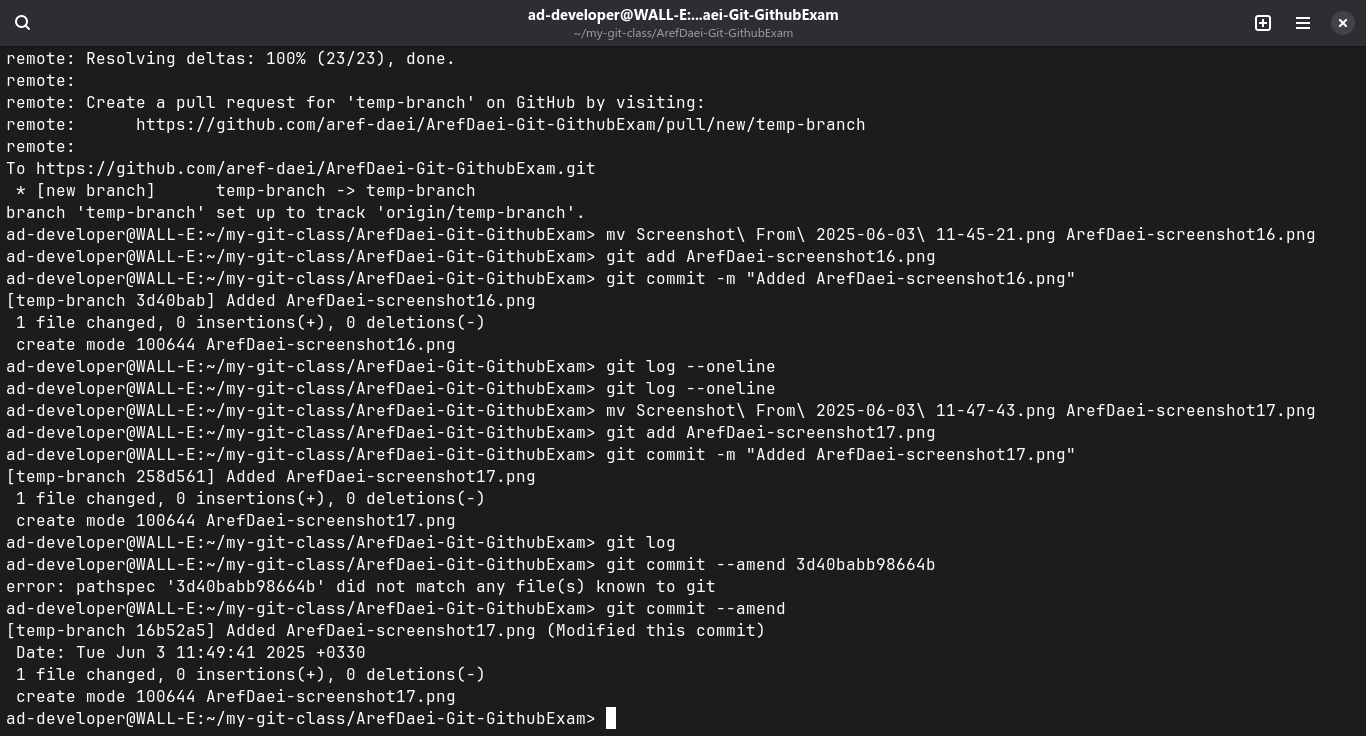 ad-developer@WALL-E:...aei-Git-GithubExam
~/my-git-class/ArefDaei-Git-GithubExam
remote: Resolving deltas: 100% (23/23), done.
remote:
remote: Create a pull request for 'temp-branch' on GitHub by visiting:
remote:      https://github.com/aref-daei/ArefDaei-Git-GithubExam/pull/new/temp-branch
remote:
To https://github.com/aref-daei/ArefDaei-Git-GithubExam.git
 * [new branch]      temp-branch -> temp-branch
branch 'temp-branch' set up to track 'origin/temp-branch'.
ad-developer@WALL-E:~/my-git-class/ArefDaei-Git-GithubExam> mv Screenshot\ From\ 2025-06-03\ 11-45-21.png ArefDaei-screenshot16.png
ad-developer@WALL-E:~/my-git-class/ArefDaei-Git-GithubExam> git add ArefDaei-screenshot16.png
ad-developer@WALL-E:~/my-git-class/ArefDaei-Git-GithubExam> git commit -m "Added ArefDaei-screenshot16.png"
[temp-branch 3d40bab] Added ArefDaei-screenshot16.png
 1 file changed, 0 insertions(+), 0 deletions(-)
 create mode 100644 ArefDaei-screenshot16.png
ad-developer@WALL-E:~/my-git-class/ArefDaei-Git-GithubExam> git log --oneline
ad-developer@WALL-E:~/my-git-class/ArefDaei-Git-GithubExam> git log --oneline
ad-developer@WALL-E:~/my-git-class/ArefDaei-Git-GithubExam> mv Screenshot\ From\ 2025-06-03\ 11-47-43.png ArefDaei-screenshot17.png
ad-developer@WALL-E:~/my-git-class/ArefDaei-Git-GithubExam> git add ArefDaei-screenshot17.png
ad-developer@WALL-E:~/my-git-class/ArefDaei-Git-GithubExam> git commit -m "Added ArefDaei-screenshot17.png"
[temp-branch 258d561] Added ArefDaei-screenshot17.png
 1 file changed, 0 insertions(+), 0 deletions(-)
 create mode 100644 ArefDaei-screenshot17.png
ad-developer@WALL-E:~/my-git-class/ArefDaei-Git-GithubExam> git log
ad-developer@WALL-E:~/my-git-class/ArefDaei-Git-GithubExam> git commit --amend 3d40babb98664b
error: pathspec '3d40babb98664b' did not match any file(s) known to git
ad-developer@WALL-E:~/my-git-class/ArefDaei-Git-GithubExam> git commit --amend
[temp-branch 16b52a5] Added ArefDaei-screenshot17.png (Modified this commit)
 Date: Tue Jun 3 11:49:41 2025 +0330
 1 file changed, 0 insertions(+), 0 deletions(-)
 create mode 100644 ArefDaei-screenshot17.png
ad-developer@WALL-E:~/my-git-class/ArefDaei-Git-GithubExam>